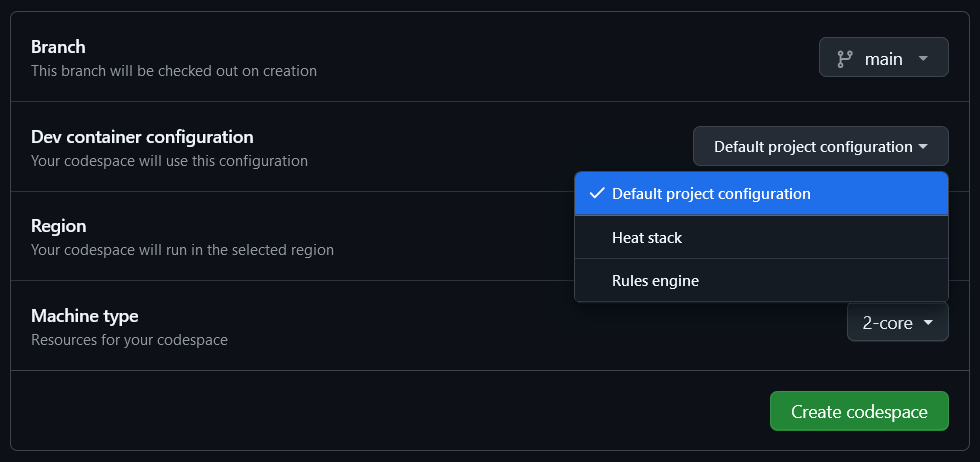 Branch
This branch will be checked out on creation
main
Dev container configuration
Your codespace will use this configuration
Default project configuration
Default project configuration
Heat stack
Rules engine
Region
Your codespace will run in the selected region
Machine type
Resources for your codespace
2-core
Create codespace